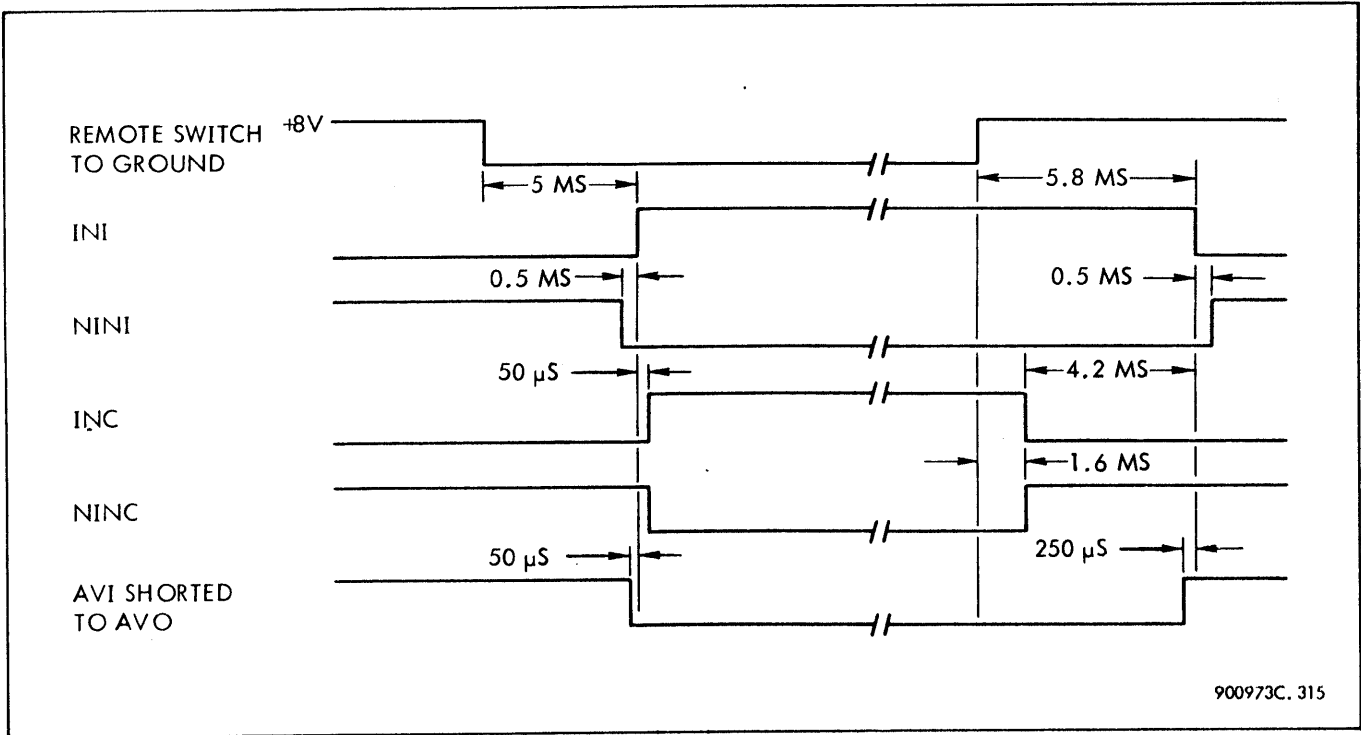 REMOTE SWITCH +8V
TO GROUND
5 MS
5.8 MS
INI
0.5 MS
0.5 MS
NINI
50 µS
4.2 MS
INC
1.6 MS
NINC
50 µS
250 µS
AVI SHORTED
TO AVO
900973C. 315